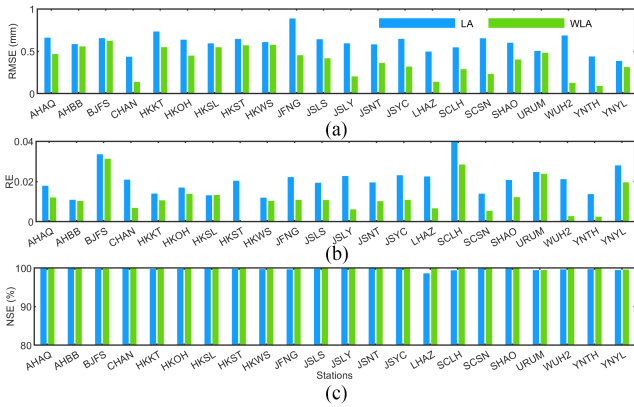 1
LA
WLA
RMSE (mm)
0.5
0
AHAQ AHBB BJFS CHAN HKKT HKOH HKSL HKST HKWS JFNG JSLS JSLY JSNT JSYC LHAZ SCLH SCSN SHAO URUM WUH2 YNTH YNYL
(a)
0.04
RE
0.02
0
AHAQ AHBB BJFS CHAN HKKT HKOH HKSL HKST HKWS JFNG JSLS JSLY JSNT JSYC LHAZ SCLH SCSN SHAO URUM WUH2 YNTH YNYL
(b)
100
NSE (%)
90
80
AHAQ AHBB BJFS CHAN HKKT HKOH HKSL HKST HKWS JFNG JSLS JSLY JSNT JSYC LHAZ SCLH SCSN SHAO URUM WUH2 YNTH YNYL
Stations
(c)